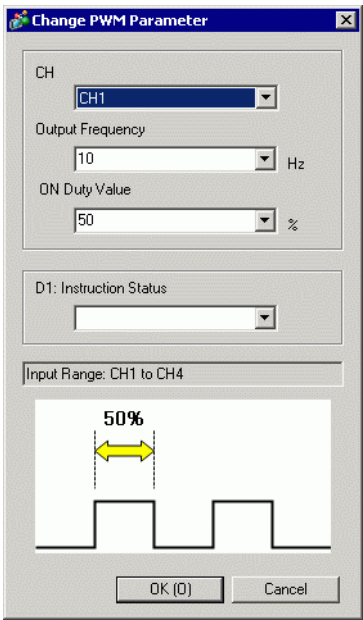 Change PWM Parameter
CH
CH1
Output Frequency
10 Hz
ON Duty Value
50 %
D1: Instruction Status
Input Range: CH1 to CH4
50%
OK (O) Cancel